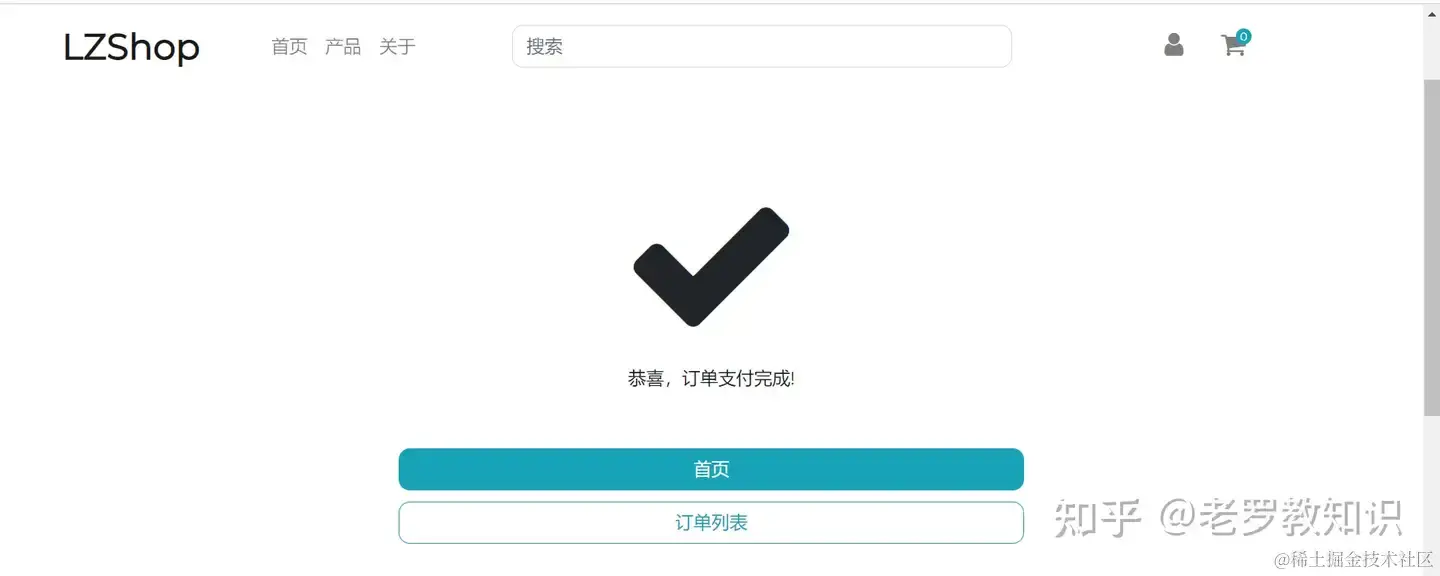 LZShop 首页 产品 关于 搜索 0
恭喜，订单支付完成!
首页
订单列表
知乎 @老罗教知识
@稀土掘金技术社区